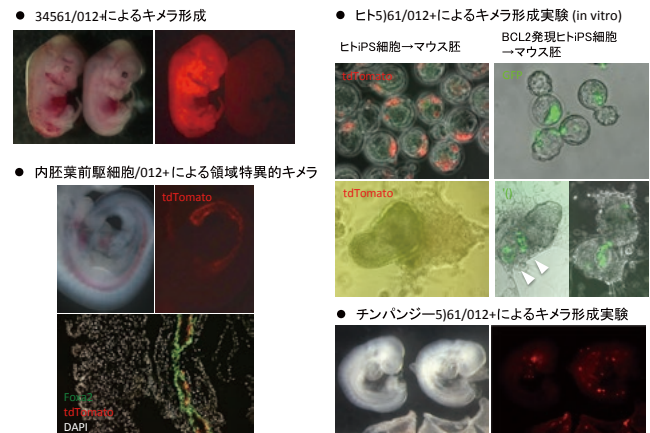 ● 34561/012+によるキメラ形成
● 内胚葉前駆細胞/012+による領域特異的キメラ
tdTomato
Foxa2
tdTomato
DAPI
● ヒト5)61/012+によるキメラ形成実験 (in vitro)
ヒトiPS細胞→マウス胚
BCL2発現ヒトiPS細胞
→マウス胚
tdTomato
GFP
tdTomato
● チンパンジー5)61/012+によるキメラ形成実験